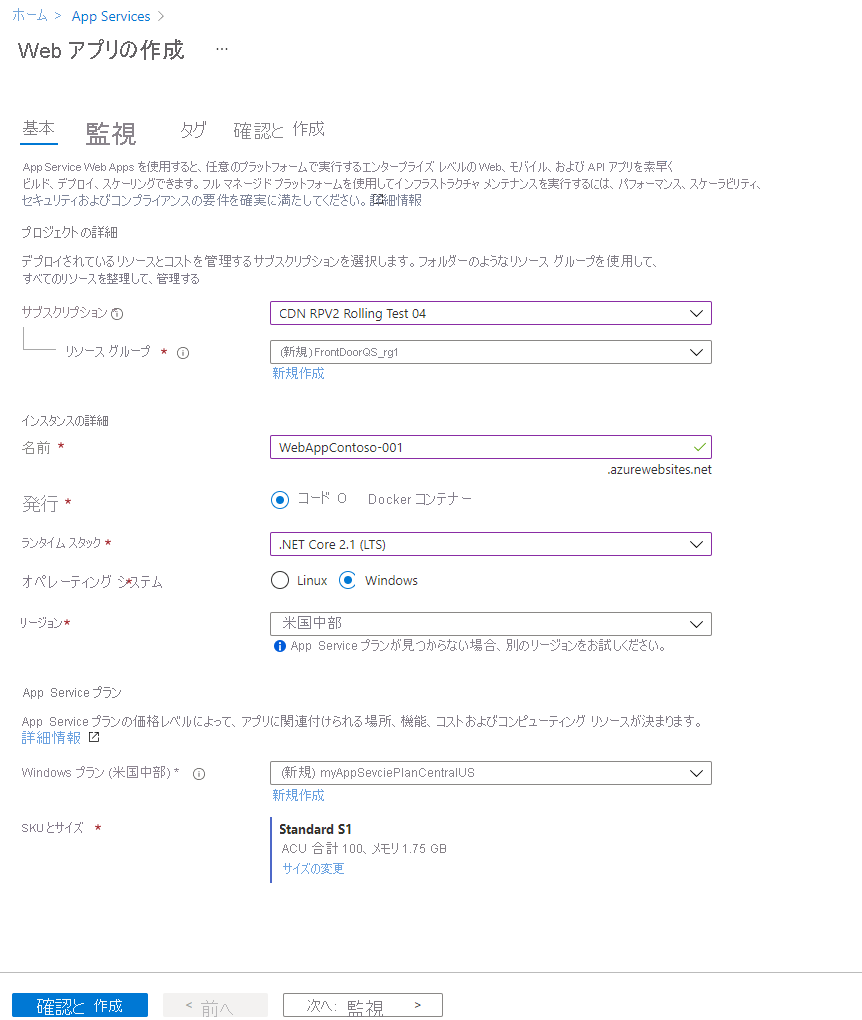 ホーム > App Services >
Web アプリの作成 ...
基本 監視 タグ 確認と 作成
App Service Web Apps を使用すると、任意のプラットフォームで実行するエンタープライズ レベルの Web、モバイル、および API アプリを素早く
ビルド、デプロイ、スケーリングできます。フル マネージド プラットフォームを使用してインフラストラクチャ メンテナンスを実行するには、パフォーマンス、スケーラビリティ、
セキュリティおよびコンプライアンスの要件を確実に満たしてください。詳細情報
プロジェクトの詳細
デプロイされているリソースとコストを管理するサブスクリプションを選択します。フォルダーのようなリソース グループを使用して、
すべてのリソースを整理して、管理する
サブスクリプション CDN RPV2 Rolling Test 04
リソース グループ * (新規) FrontDoorQS_rg1
新規作成
インスタンスの詳細
名前 * WebAppContoso-001
.azurewebsites.net
発行 * コード O Docker コンテナー
ランタイム スタック * .NET Core 2.1 (LTS)
オペレーティング システム * Linux Windows
リージョン * 米国中部
App Service プランが見つからない場合、別のリージョンをお試しください。
App Service プラン
App Service プランの価格レベルによって、アプリに関連付けられる場所、機能、コストおよびコンピューティング リソースが決まります。
詳細情報
Windows プラン (米国中部) * (新規) myAppSevciePlanCentralUS
新規作成
SKU とサイズ * Standard S1
ACU 合計 100、メモリ 1.75 GB
サイズの変更
確認と 作成 < 前へ 次へ: 監視 >